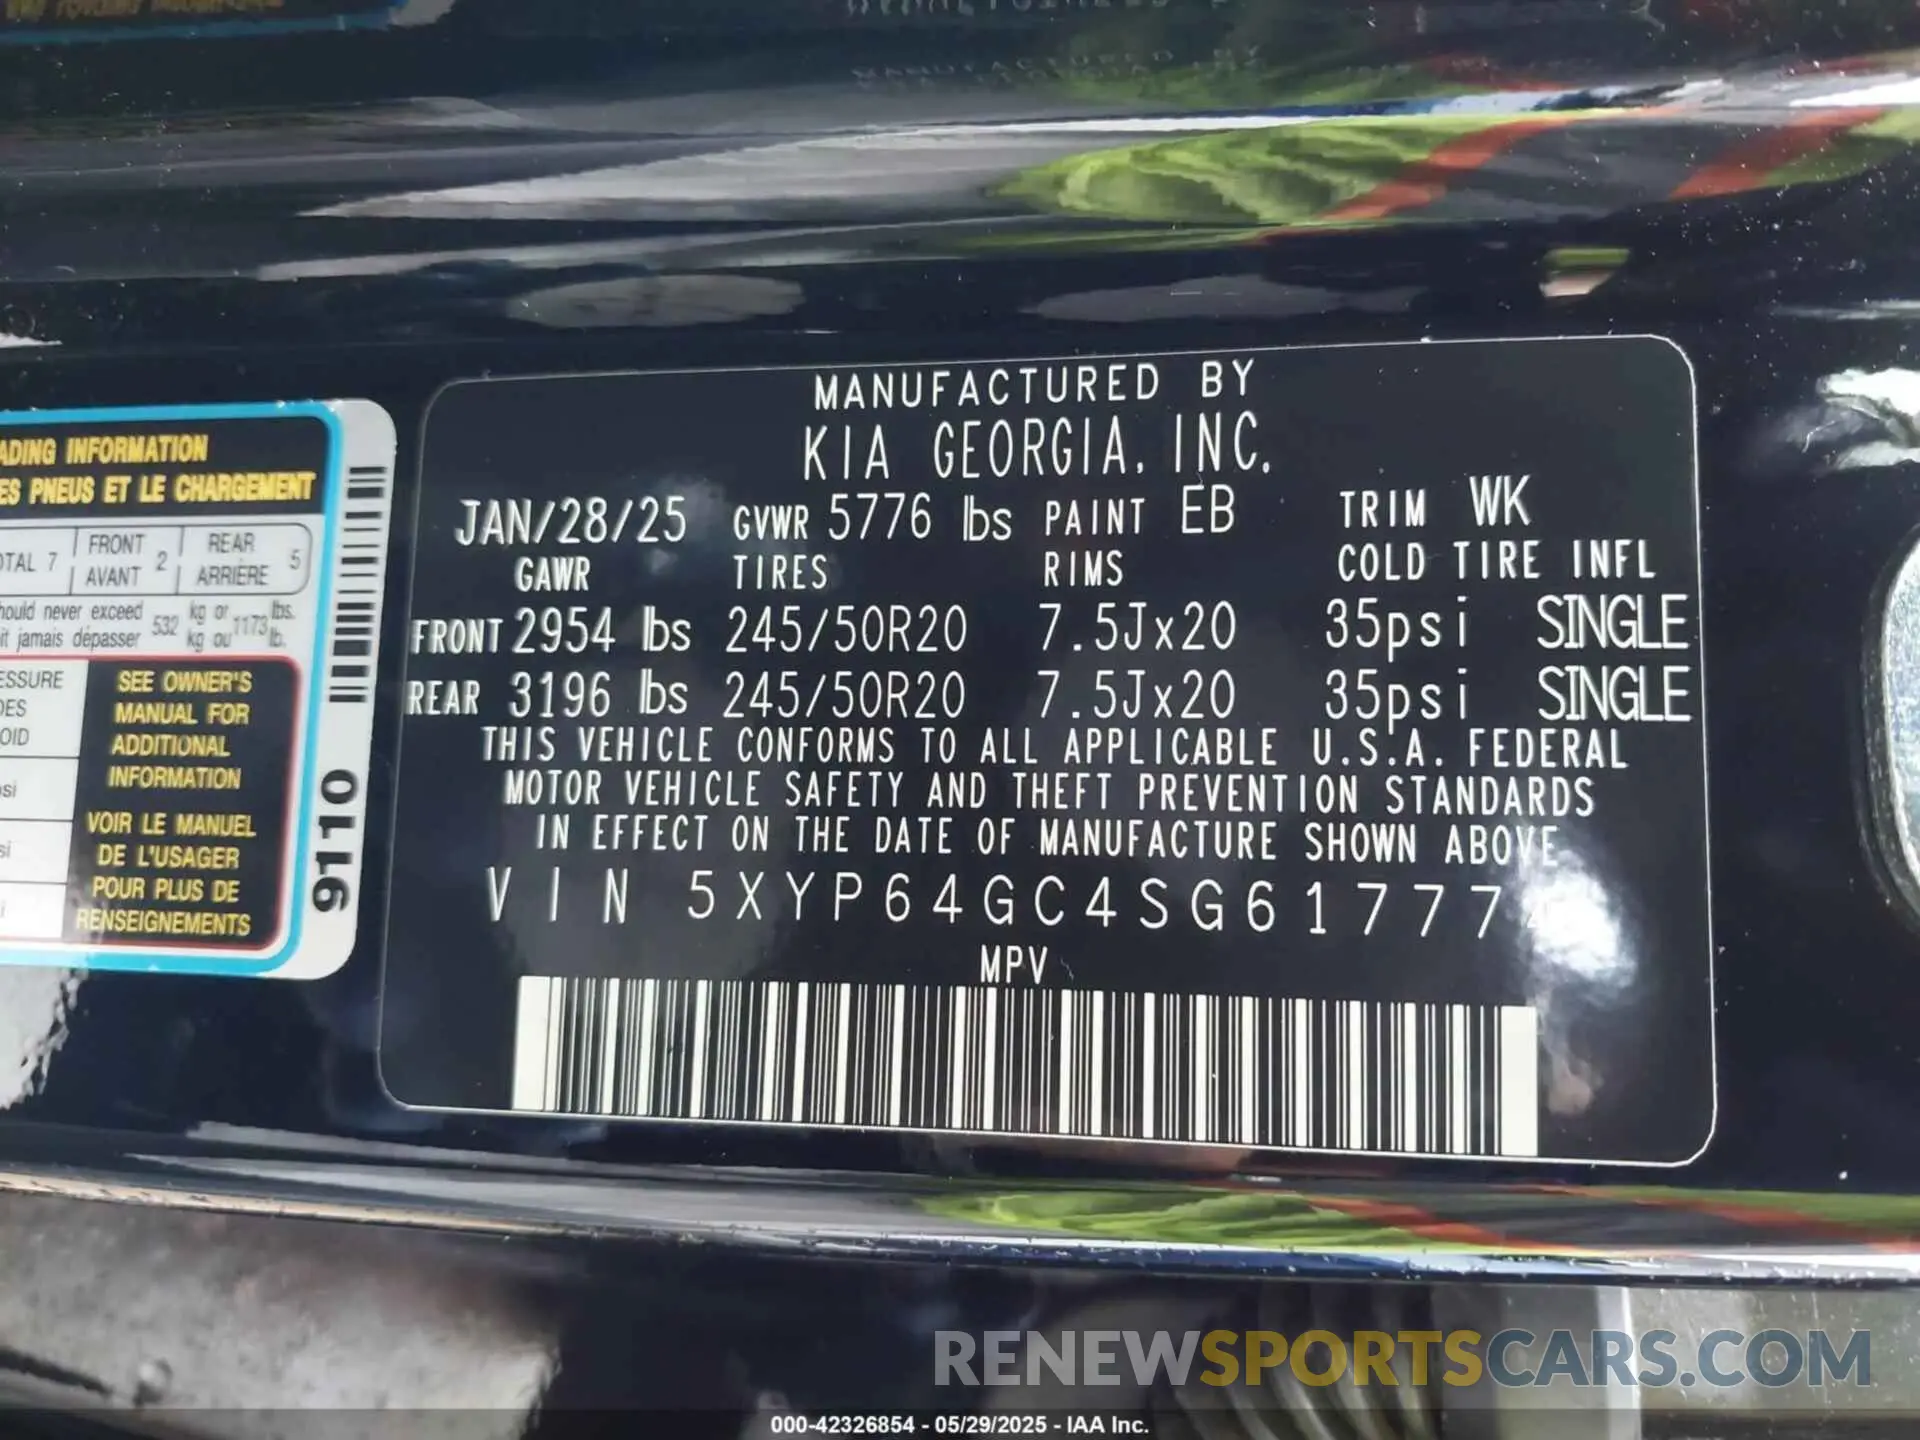 ADING INFORMATION
ES PNEUS ET LE CHARGEMENT
OTAL 7 FRONT AVANT 2 REAR ARRIÈRE 5
hould never exceed 532 kg or 1173 lbs.
it jamais dépasser kg ou lb.
ESSURE
DES
OID
SEE OWNER'S
MANUAL FOR
ADDITIONAL
INFORMATION
VOIR LE MANUEL
DE L'USAGER
POUR PLUS DE
RENSEIGNEMENTS
psi
si
i
9110
MANUFACTURED BY
KIA GEORGIA, INC.
JAN/28/25 GVWR 5776 lbs PAINT EB TRIM WK
GAWR TIRES RIMS COLD TIRE INFL
FRONT 2954 lbs 245/50R20 7.5Jx20 35psi SINGLE
REAR 3196 lbs 245/50R20 7.5Jx20 35psi SINGLE
THIS VEHICLE CONFORMS TO ALL APPLICABLE U.S.A. FEDERAL
MOTOR VEHICLE SAFETY AND THEFT PREVENTION STANDARDS
IN EFFECT ON THE DATE OF MANUFACTURE SHOWN ABOVE
VIN 5XYP64GC4SG61777
MPV
RENEWSPORTSCARS.COM
000-42326854 - 05/29/2025 - IAA Inc.